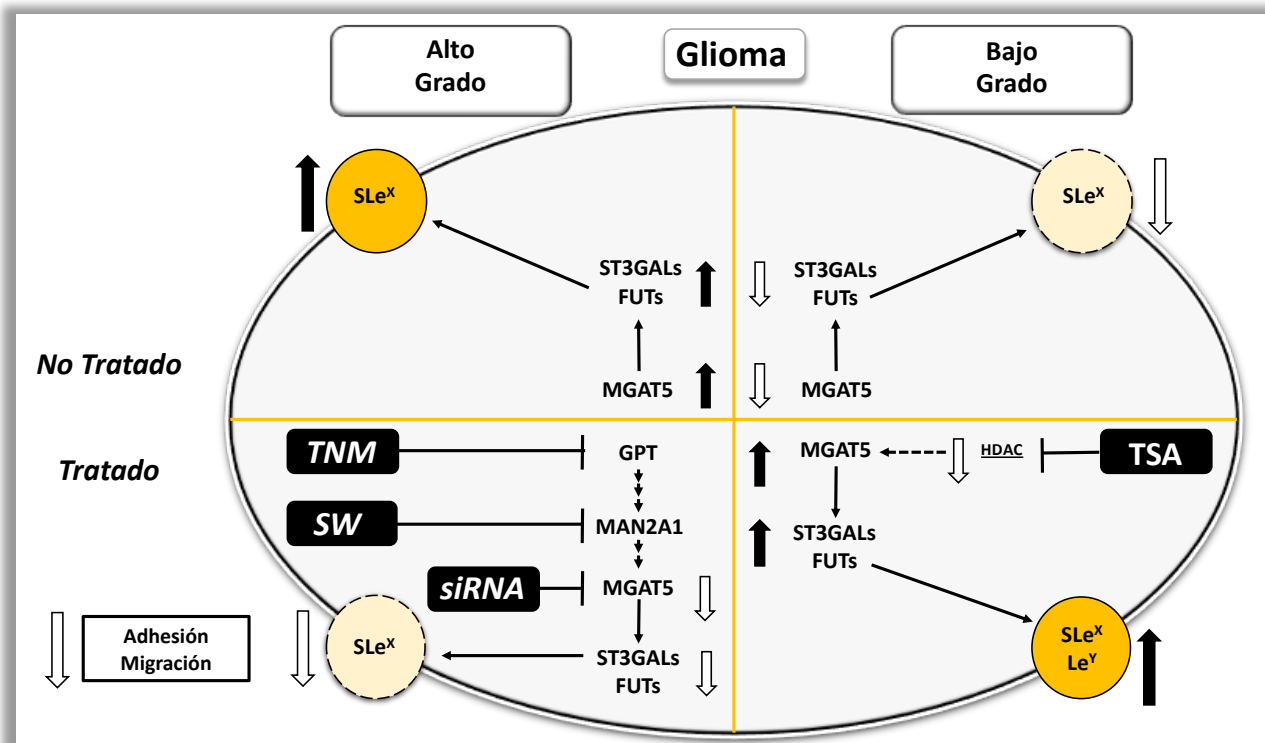 Alto
Grado
Glioma
Bajo
Grado
SLeˣ
SLeˣ
ST3GALs
FUTs
ST3GALs
FUTs
No Tratado
MGAT5
MGAT5
Tratado
TNM
GPT
MGAT5
HDAC
TSA
SW
MAN2A1
ST3GALs
FUTs
siRNA
MGAT5
Adhesión
Migración
SLeˣ
ST3GALs
FUTs
SLeˣ
Leʸ